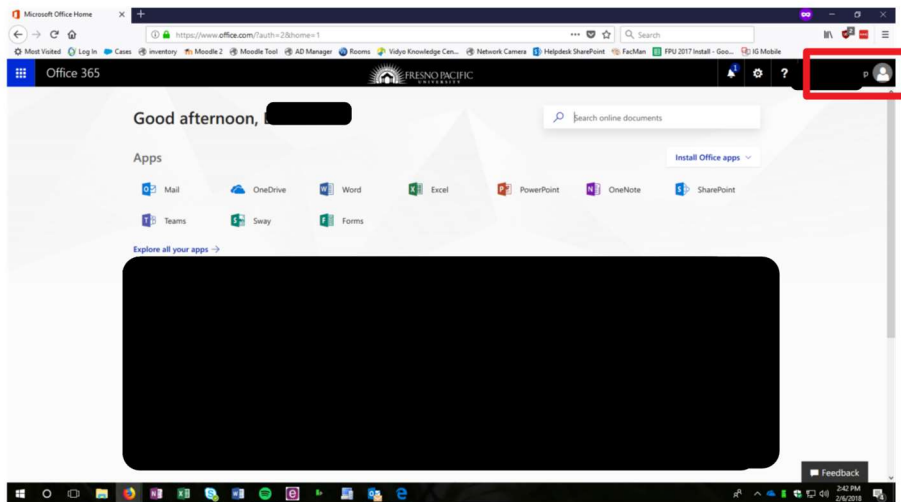 Microsoft Office Home
https://www.office.com/?auth=2&home=1
Search
Most Visited Log In Cases inventory Moodle 2 Moodle Tool AD Manager Rooms Vidyo Knowledge Cen... Network Camera Helpdesk SharePoint FacMan FPU 2017 Install - Goo... IG Mobile
Office 365 FRESNO PACIFIC 1 ? p
UNIVERSITY
Good afternoon,
Search online documents
Apps
Install Office apps
Mail OneDrive Word Excel PowerPoint OneNote SharePoint
Teams Sway Forms
Explore all your apps →
Feedback
2:42 PM
2/6/2018